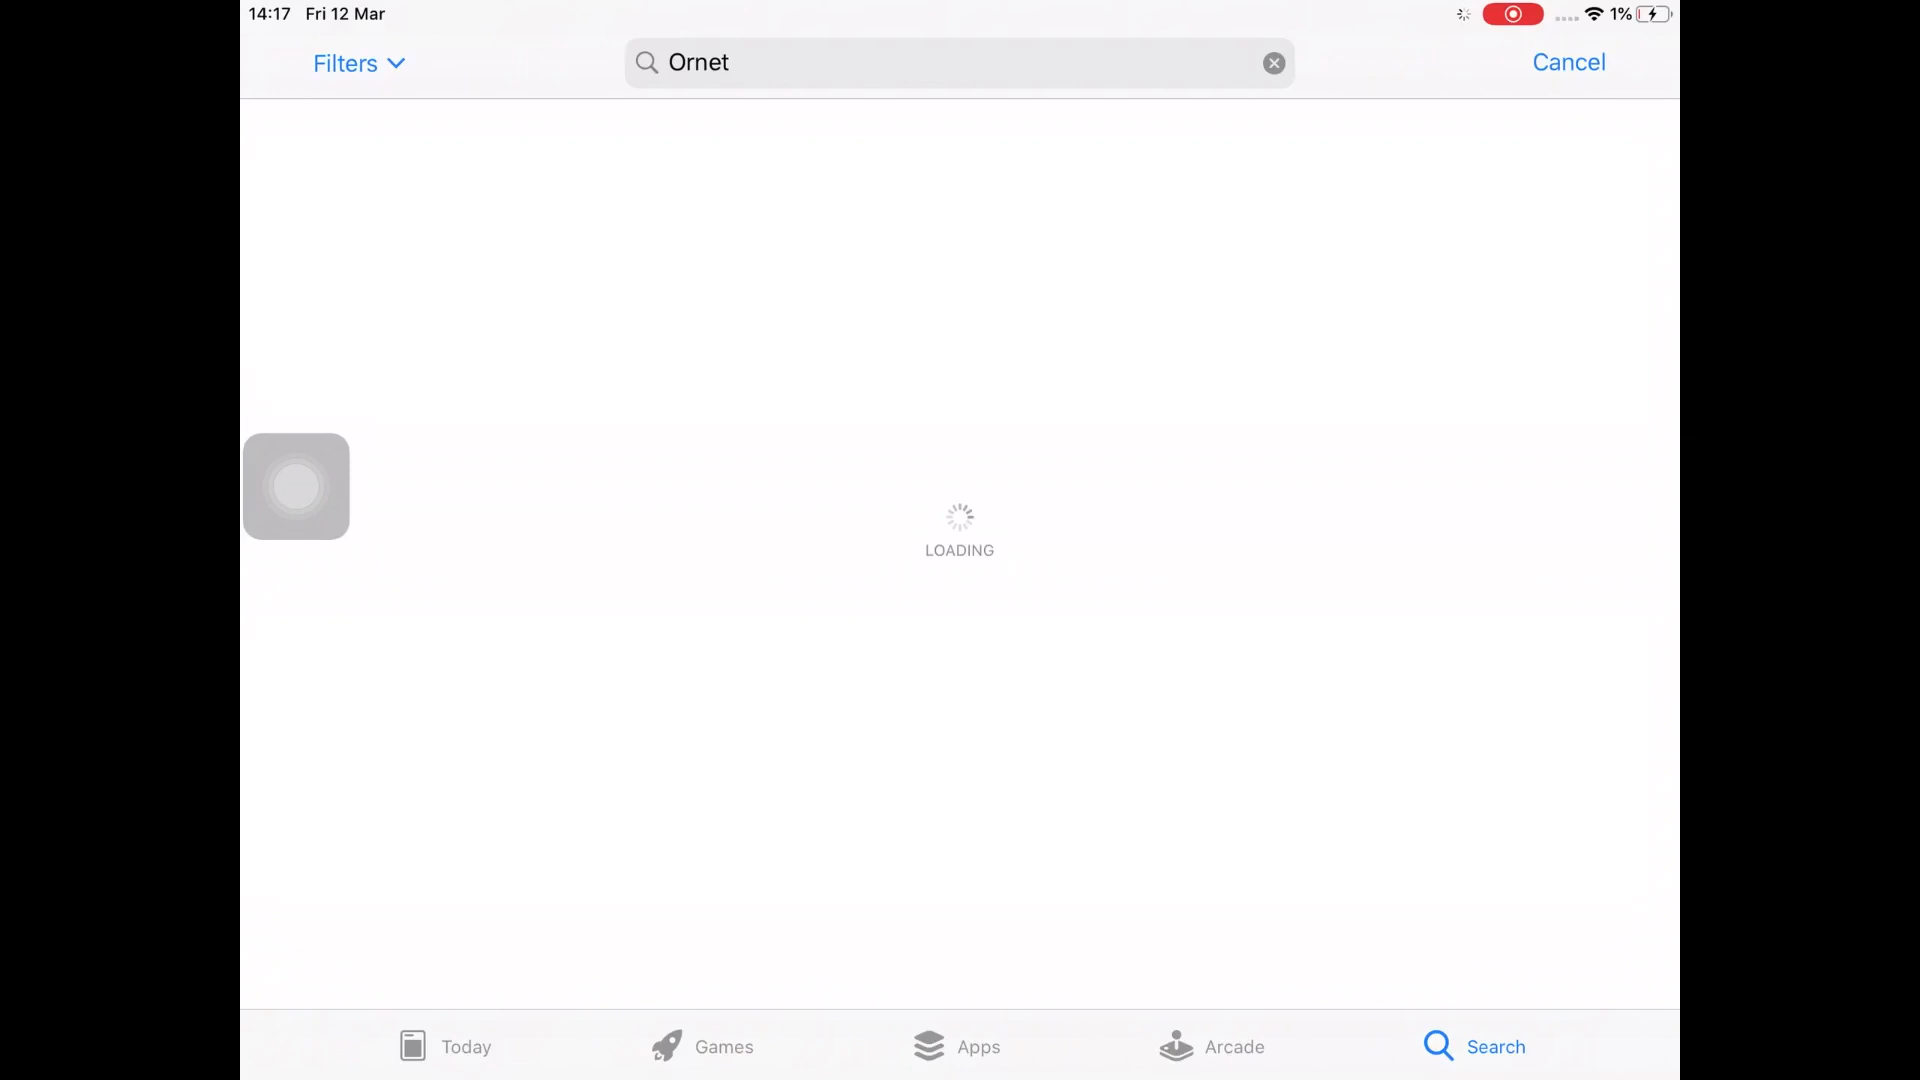 14:17 Fri 12 Mar 1%
Filters Ornet Cancel
LOADING
Today Games Apps Arcade Search